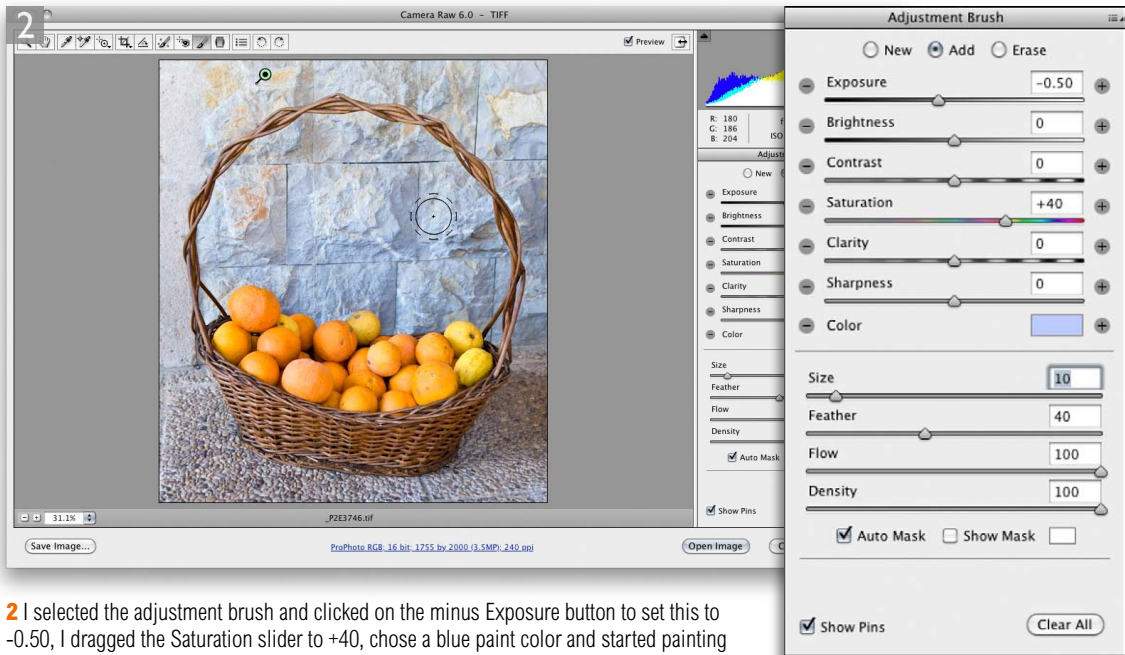 2
Camera Raw 6.0 – TIFF
Preview
R: 180
G: 186
B: 204
f
ISO
Adjust
New
Exposure
Brightness
Contrast
Saturation
Clarity
Sharpness
Color
Size
Feather
Flow
Density
Auto Mask
Show Pins
31.1%
_P2E3746.tif
Save Image...
ProPhoto RGB; 16 bit; 1755 by 2000 (3.5MP); 240 ppi
Open Image
C
Adjustment Brush
New Add Erase
Exposure -0.50
Brightness 0
Contrast 0
Saturation +40
Clarity 0
Sharpness 0
Color
Size 10
Feather 40
Flow 100
Density 100
Auto Mask Show Mask
Show Pins Clear All
2 I selected the adjustment brush and clicked on the minus Exposure button to set this to
-0.50, I dragged the Saturation slider to +40, chose a blue paint color and started painting